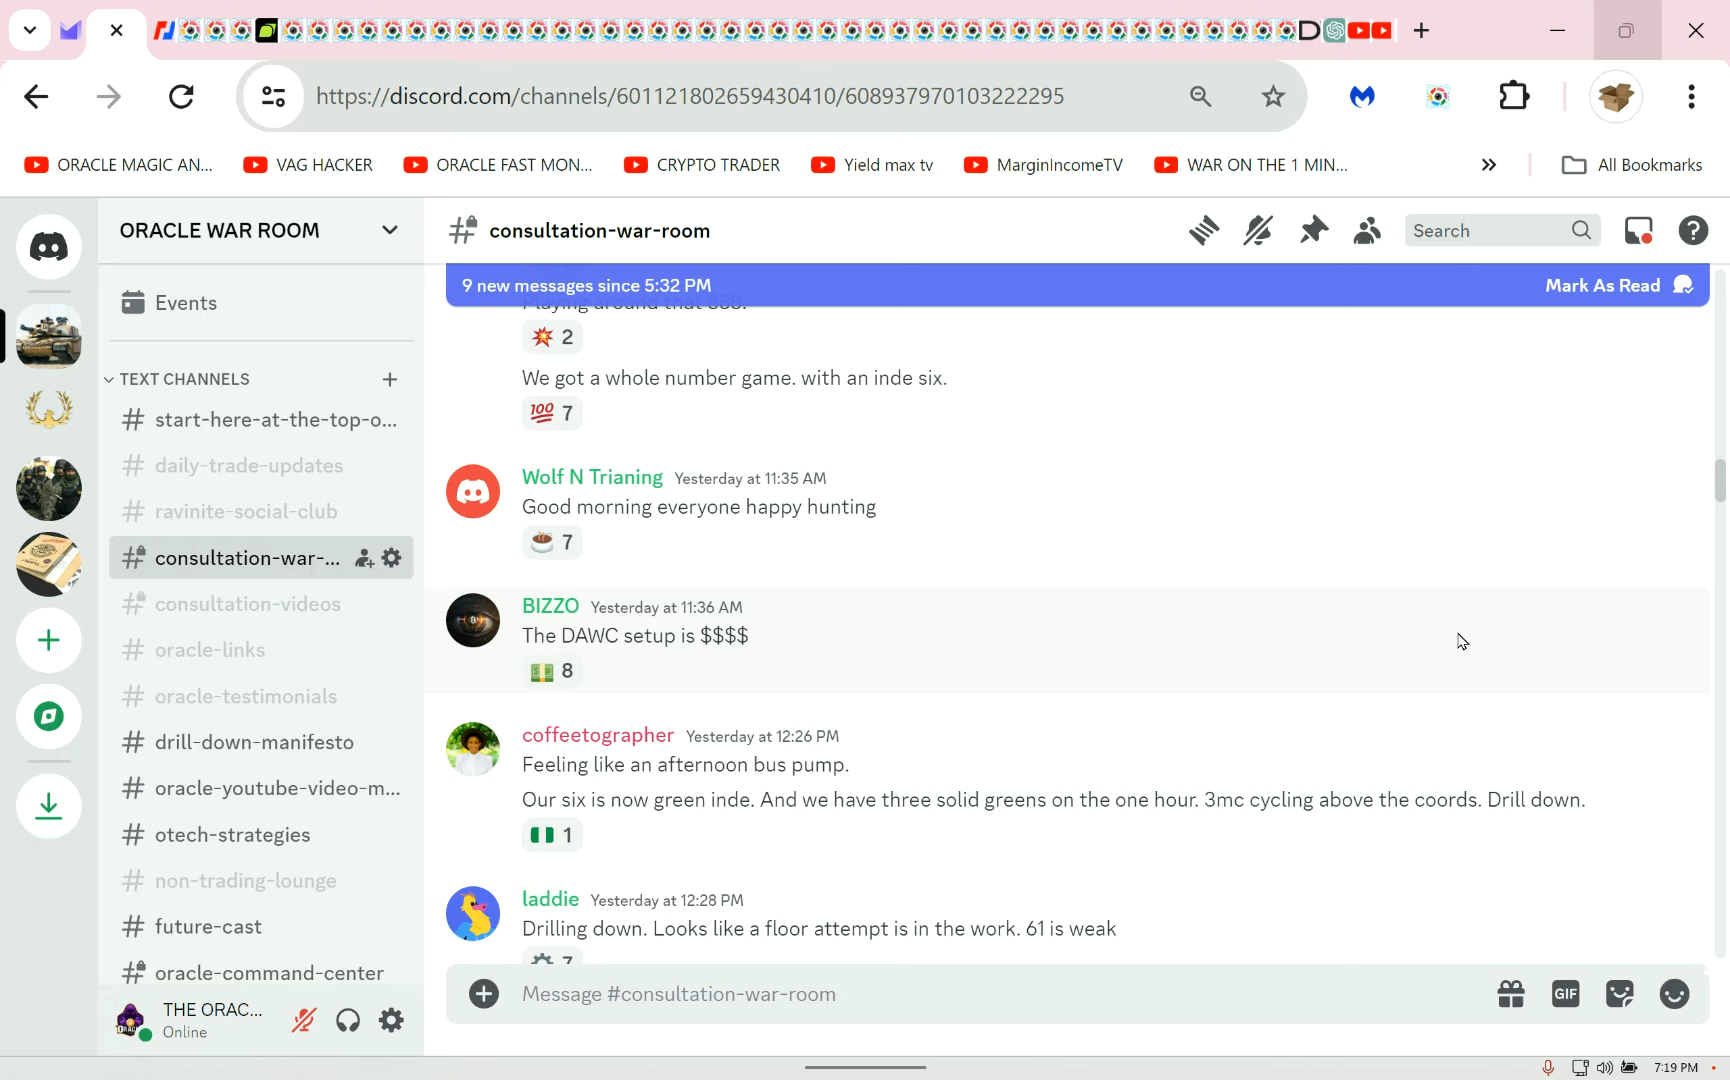 https://discord.com/channels/601121802659430410/608937970103222295
ORACLE MAGIC AN...
VAG HACKER
ORACLE FAST MON...
CRYPTO TRADER
Yield max tv
MarginIncomeTV
WAR ON THE 1 MIN...
All Bookmarks
ORACLE WAR ROOM
consultation-war-room
Search
9 new messages since 5:32 PM
Mark As Read
Events
Playing around that 888.
2
TEXT CHANNELS
We got a whole number game. with an inde six.
100 7
start-here-at-the-top-o...
daily-trade-updates
ravinite-social-club
consultation-war-...
consultation-videos
oracle-links
oracle-testimonials
drill-down-manifesto
oracle-youtube-video-m...
otech-strategies
non-trading-lounge
future-cast
oracle-command-center
Wolf N Trianing Yesterday at 11:35 AM
Good morning everyone happy hunting
7
BIZZO Yesterday at 11:36 AM
The DAWC setup is $$$$
8
coffeetographer Yesterday at 12:26 PM
Feeling like an afternoon bus pump.
Our six is now green inde. And we have three solid greens on the one hour. 3mc cycling above the coords. Drill down.
1
laddie Yesterday at 12:28 PM
Drilling down. Looks like a floor attempt is in the work. 61 is weak
7
Message #consultation-war-room
GIF
THE ORAC...
Online
7:19 PM